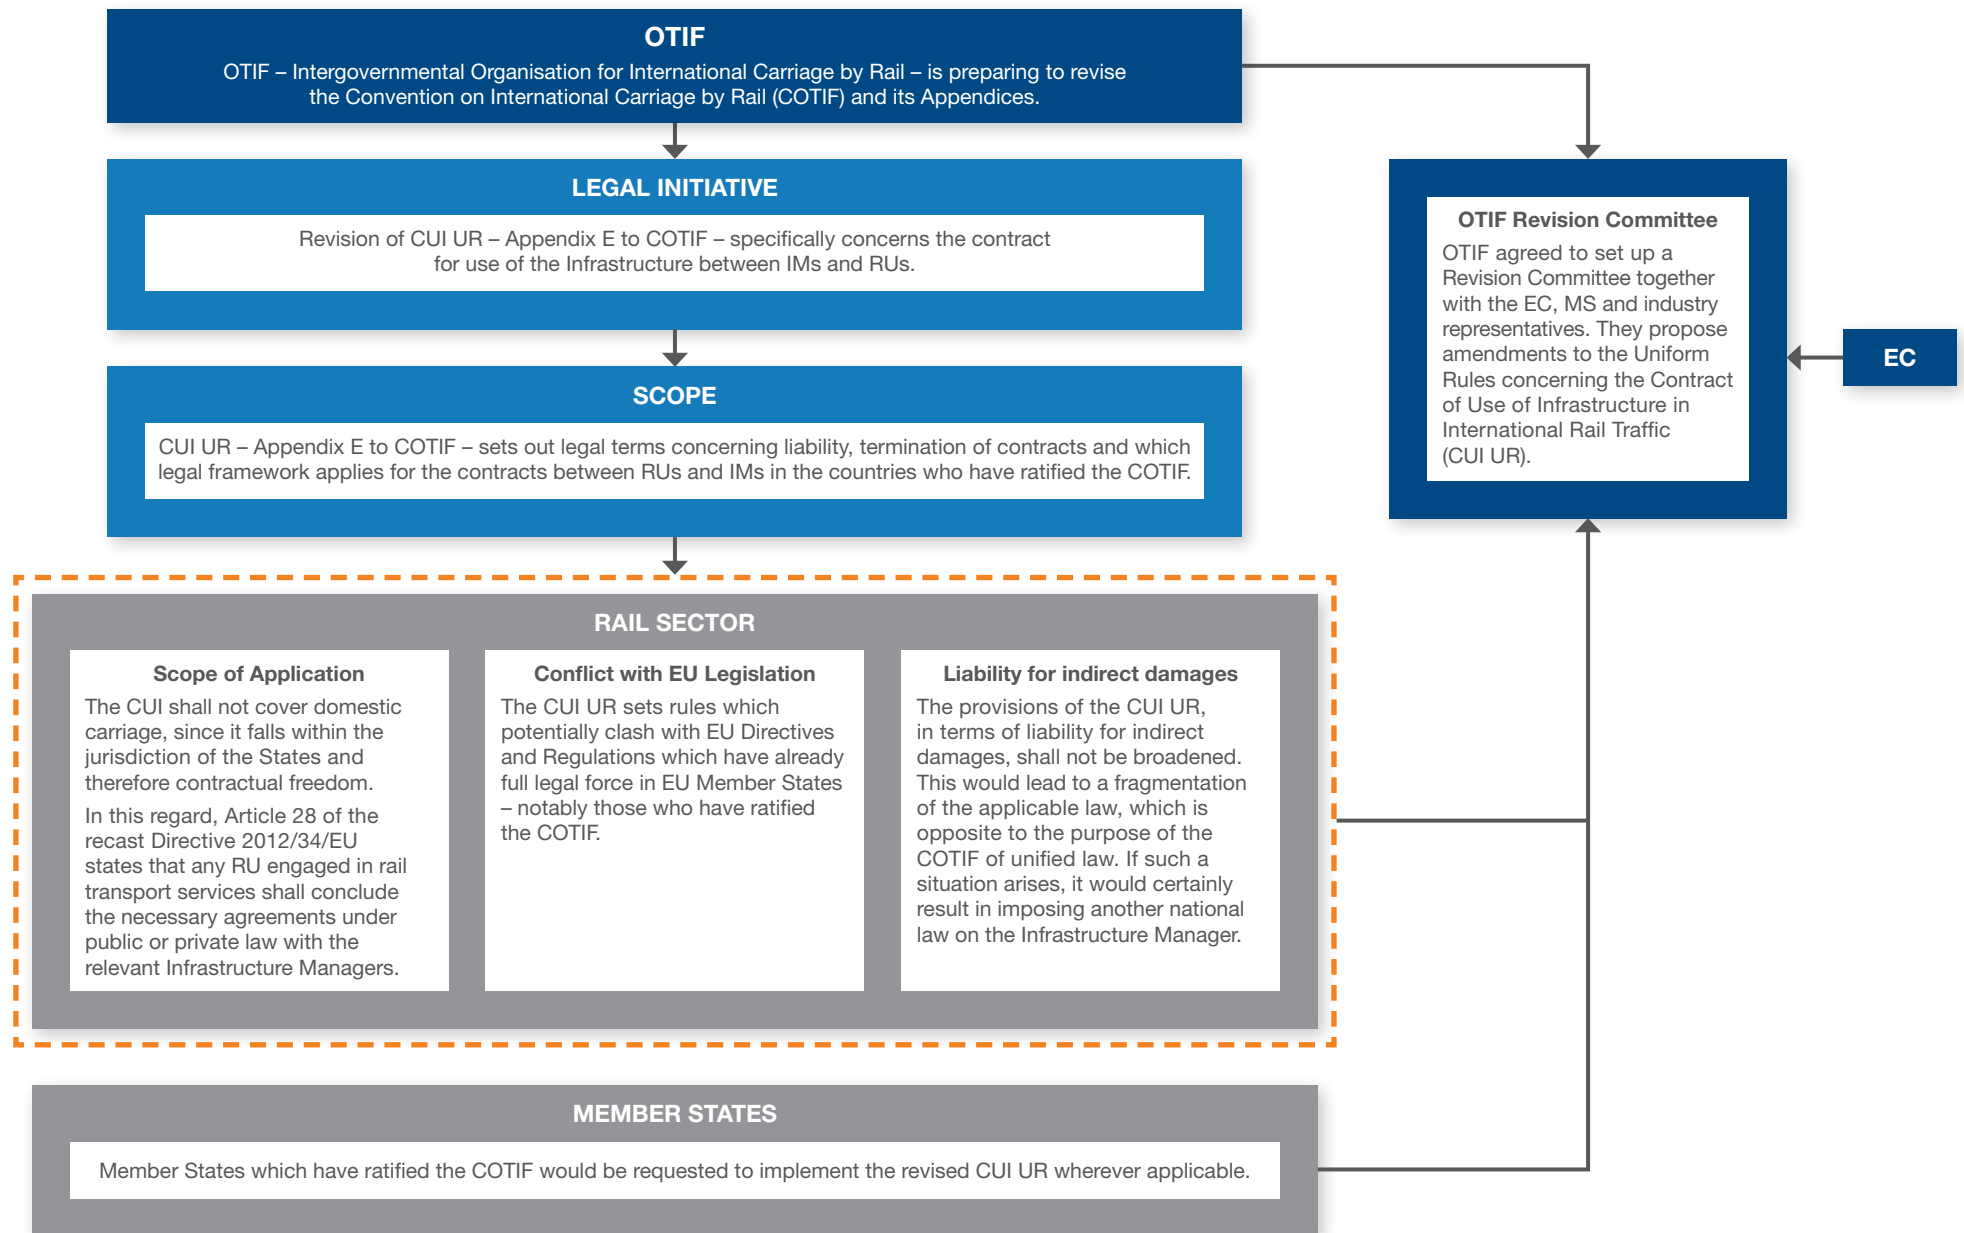 OTIF
OTIF – Intergovernmental Organisation for International Carriage by Rail – is preparing to revise
the Convention on International Carriage by Rail (COTIF) and its Appendices.
LEGAL INITIATIVE
Revision of CUI UR – Appendix E to COTIF – specifically concerns the contract
for use of the Infrastructure between IMs and RUs.
SCOPE
CUI UR – Appendix E to COTIF – sets out legal terms concerning liability, termination of contracts and which
legal framework applies for the contracts between RUs and IMs in the countries who have ratified the COTIF.
OTIF Revision Committee
OTIF agreed to set up a
Revision Committee together
with the EC, MS and industry
representatives. They propose
amendments to the Uniform
Rules concerning the Contract
of Use of Infrastructure in
International Rail Traffic
(CUI UR).
EC
RAIL SECTOR
Scope of Application
The CUI shall not cover domestic
carriage, since it falls within the
jurisdiction of the States and
therefore contractual freedom.
In this regard, Article 28 of the
recast Directive 2012/34/EU
states that any RU engaged in rail
transport services shall conclude
the necessary agreements under
public or private law with the
relevant Infrastructure Managers.
Conflict with EU Legislation
The CUI UR sets rules which
potentially clash with EU Directives
and Regulations which have already
full legal force in EU Member States
– notably those who have ratified
the COTIF.
Liability for indirect damages
The provisions of the CUI UR,
in terms of liability for indirect
damages, shall not be broadened.
This would lead to a fragmentation
of the applicable law, which is
opposite to the purpose of the
COTIF of unified law. If such a
situation arises, it would certainly
result in imposing another national
law on the Infrastructure Manager.
MEMBER STATES
Member States which have ratified the COTIF would be requested to implement the revised CUI UR wherever applicable.